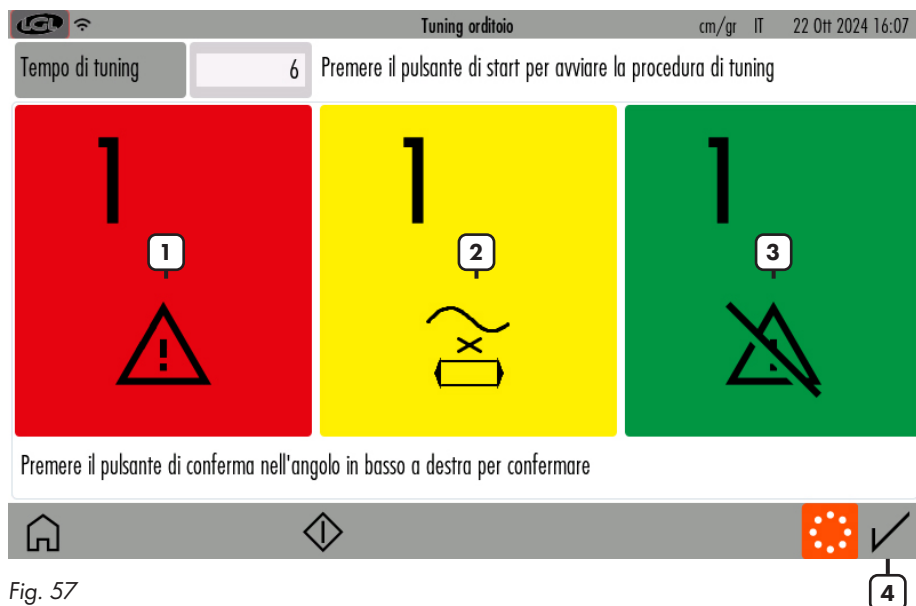 LGL Tuning orditoio cm/gr IT 22 Ott 2024 16:07
Tempo di tuning 6 Premere il pulsante di start per avviare la procedura di tuning
1 1 1
1 2 3
Premere il pulsante di conferma nell'angolo in basso a destra per confermare
Fig. 57
4